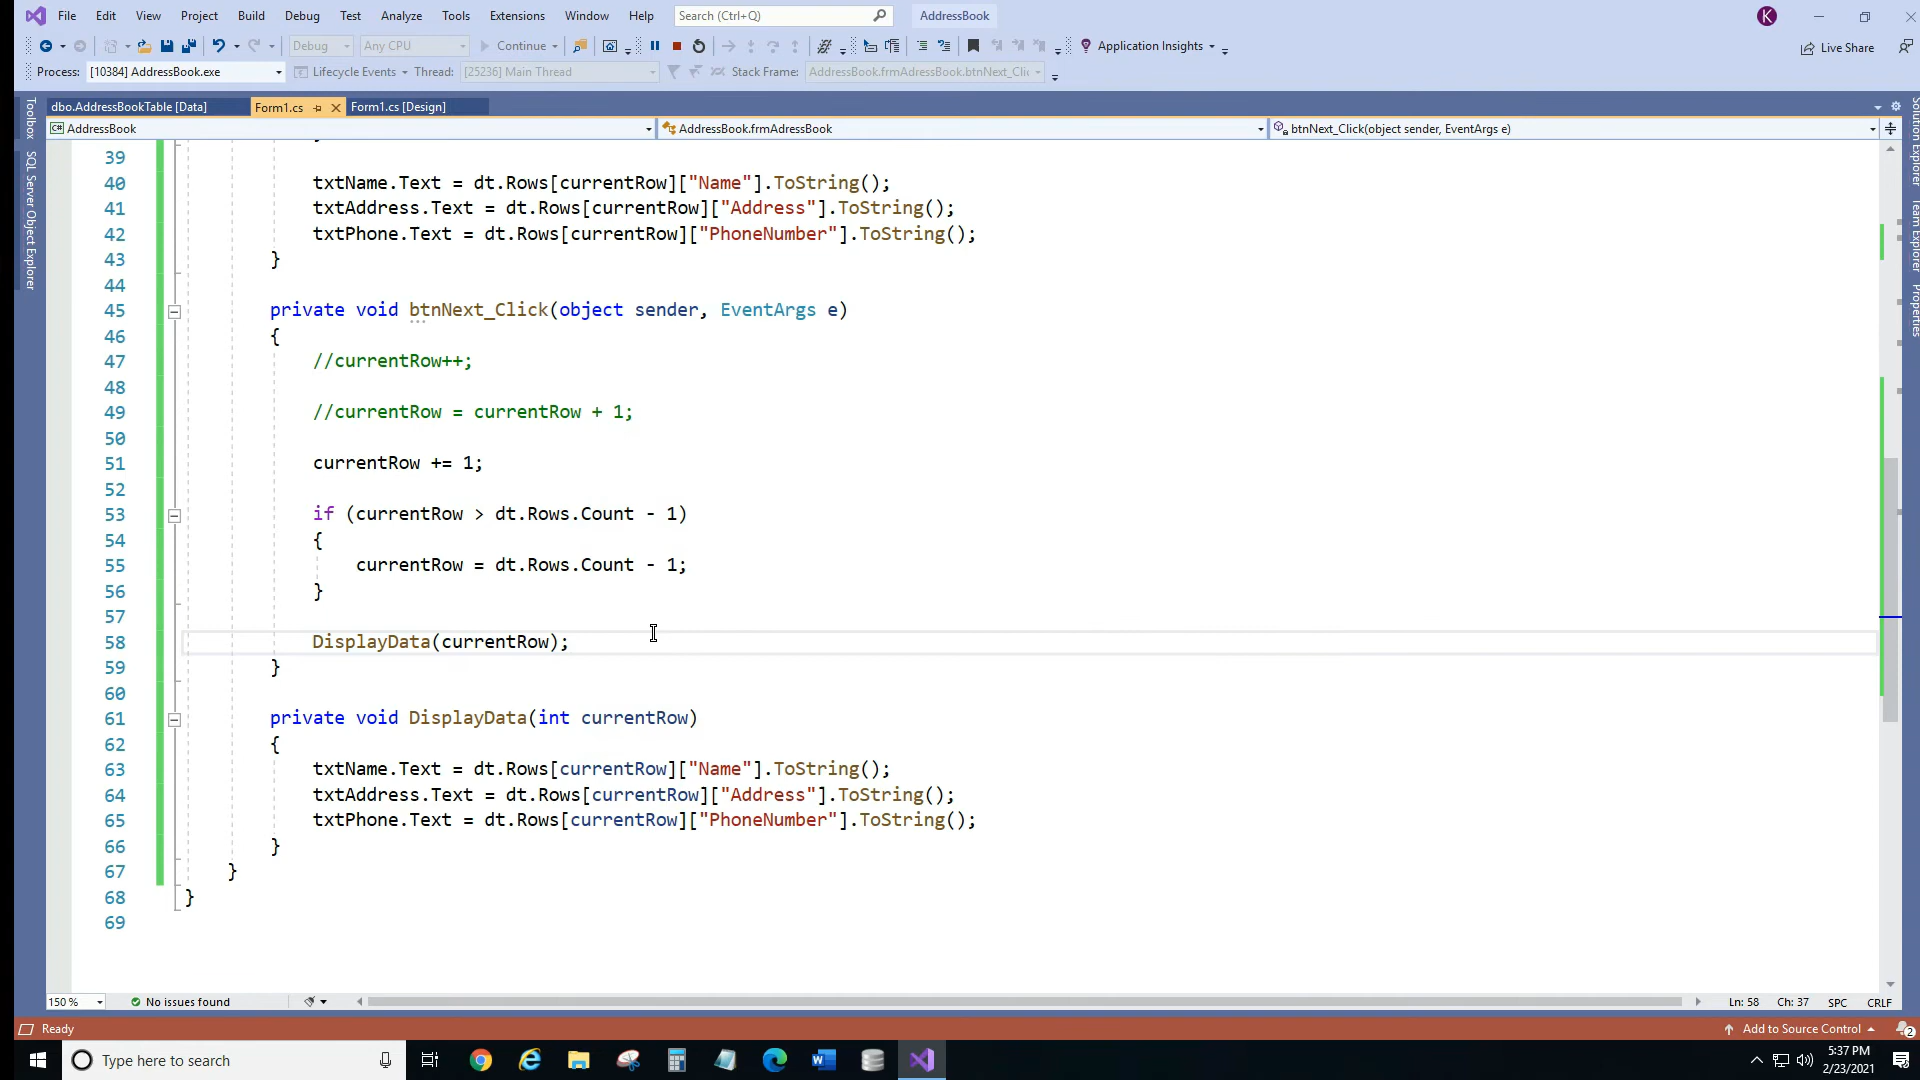 File Edit View Project Build Debug Test Analyze Tools Extensions Window Help Search (Ctrl+Q) AddressBook K
Debug Any CPU Continue Application Insights Live Share
Process: [10384] AddressBook.exe Lifecycle Events Thread: [25236] Main Thread Stack Frame: AddressBook.frmAdressBook.btnNext_Clic
dbo.AddressBookTable [Data] Form1.cs Form1.cs [Design]
AddressBook AddressBook.frmAdressBook btnNext_Click(object sender, EventArgs e)
Toolbox
SQL Server Object Explorer
Solution Explorer
Team Explorer
Properties
39
40 txtName.Text = dt.Rows[currentRow]["Name"].ToString();
41 txtAddress.Text = dt.Rows[currentRow]["Address"].ToString();
42 txtPhone.Text = dt.Rows[currentRow]["PhoneNumber"].ToString();
43 }
44
45 private void btnNext_Click(object sender, EventArgs e)
46 {
47 //currentRow++;
48
49 //currentRow = currentRow + 1;
50
51 currentRow += 1;
52
53 if (currentRow > dt.Rows.Count - 1)
54 {
55 currentRow = dt.Rows.Count - 1;
56 }
57
58 DisplayData(currentRow);
59 }
60
61 private void DisplayData(int currentRow)
62 {
63 txtName.Text = dt.Rows[currentRow]["Name"].ToString();
64 txtAddress.Text = dt.Rows[currentRow]["Address"].ToString();
65 txtPhone.Text = dt.Rows[currentRow]["PhoneNumber"].ToString();
66 }
67 }
68 }
69
150 % No issues found Ln: 58 Ch: 37 SPC CRLF
Ready Add to Source Control 2
Type here to search 5:37 PM
2/23/2021